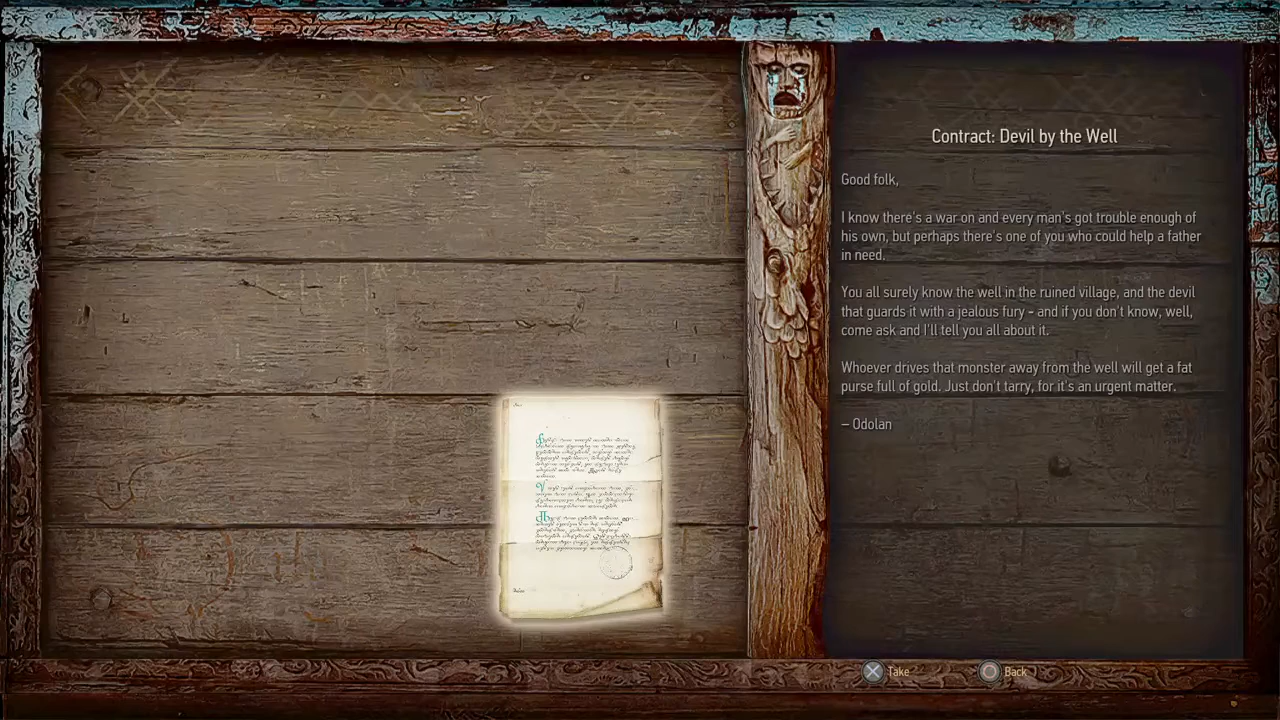 Contract: Devil by the Well
Good folk,
I know there's a war on and every man's got trouble enough of
his own, but perhaps there's one of you who could help a father
in need.
You all surely know the well in the ruined village, and the devil
that guards it with a jealous fury - and if you don't know, well,
come ask and I'll tell you all about it.
Whoever drives that monster away from the well will get a fat
purse full of gold. Just don't tarry, for it's an urgent matter.
– Odolan
Take
Back